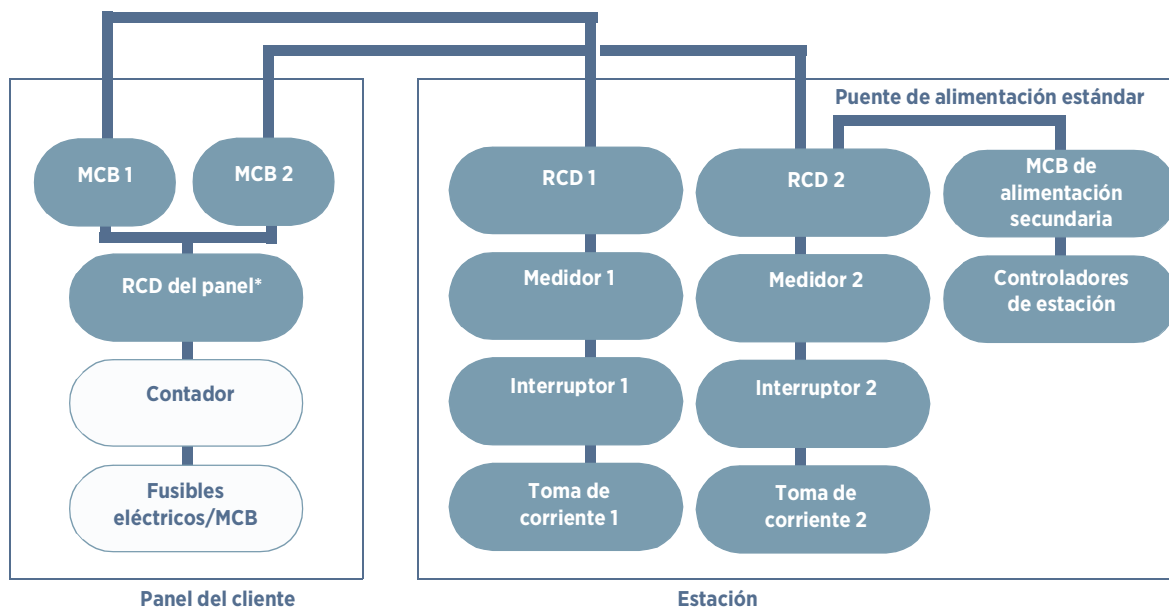 Puente de alimentación estándar
MCB 1
MCB 2
RCD del panel*
Contador
Fusibles
eléctricos/MCB
Panel del cliente
RCD 1
Medidor 1
Interruptor 1
Toma de
corriente 1
RCD 2
Medidor 2
Interruptor 2
Toma de
corriente 2
MCB de
alimentación
secundaria
Controladores
de estación
Estación